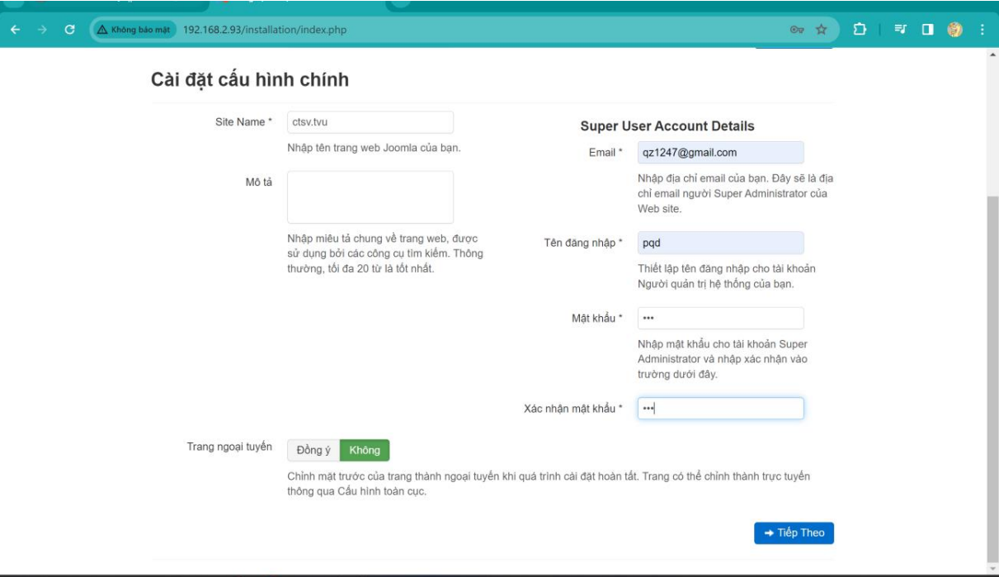 Không bảo mật
192.168.2.93/installation/index.php
Cài đặt cấu hình chính
Site Name *
ctsv.tvu
Nhập tên trang web Joomla của bạn.
Mô tả
Nhập miêu tả chung về trang web, được
sử dụng bởi các công cụ tìm kiếm. Thông
thường, tối đa 20 từ là tốt nhất.
Super User Account Details
Email *
qz1247@gmail.com
Nhập địa chỉ email của bạn. Đây sẽ là địa
chỉ email người Super Administrator của
Web site.
Tên đăng nhập *
pqd
Thiết lập tên đăng nhập cho tài khoản
Người quản trị hệ thống của bạn.
Mật khẩu *
•••
Nhập mật khẩu cho tài khoản Super
Administrator và nhập xác nhận vào
trường dưới đây.
Xác nhận mật khẩu *
•••
Trang ngoại tuyến
Đồng ý
Không
Chỉnh mặt trước của trang thành ngoại tuyến khi quá trình cài đặt hoàn tất. Trang có thể chỉnh thành trực tuyến
thông qua Cấu hình toàn cục.
Tiếp Theo